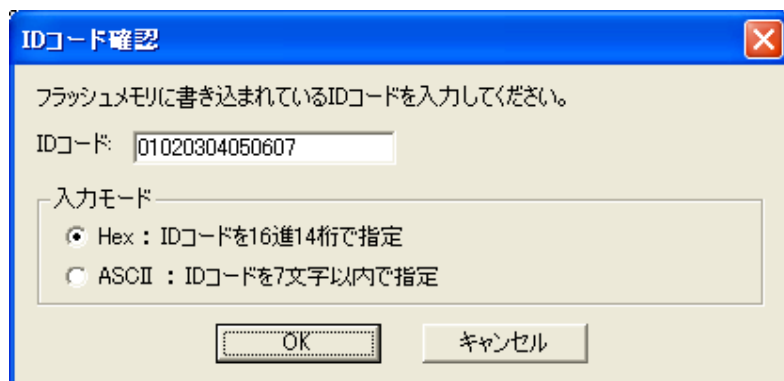 IDコード確認
フラッシュメモリに書き込まれているIDコードを入力してください。
IDコード: 01020304050607
入力モード
Hex : IDコードを16進14桁で指定
ASCII : IDコードを7文字以内で指定
OK キャンセル